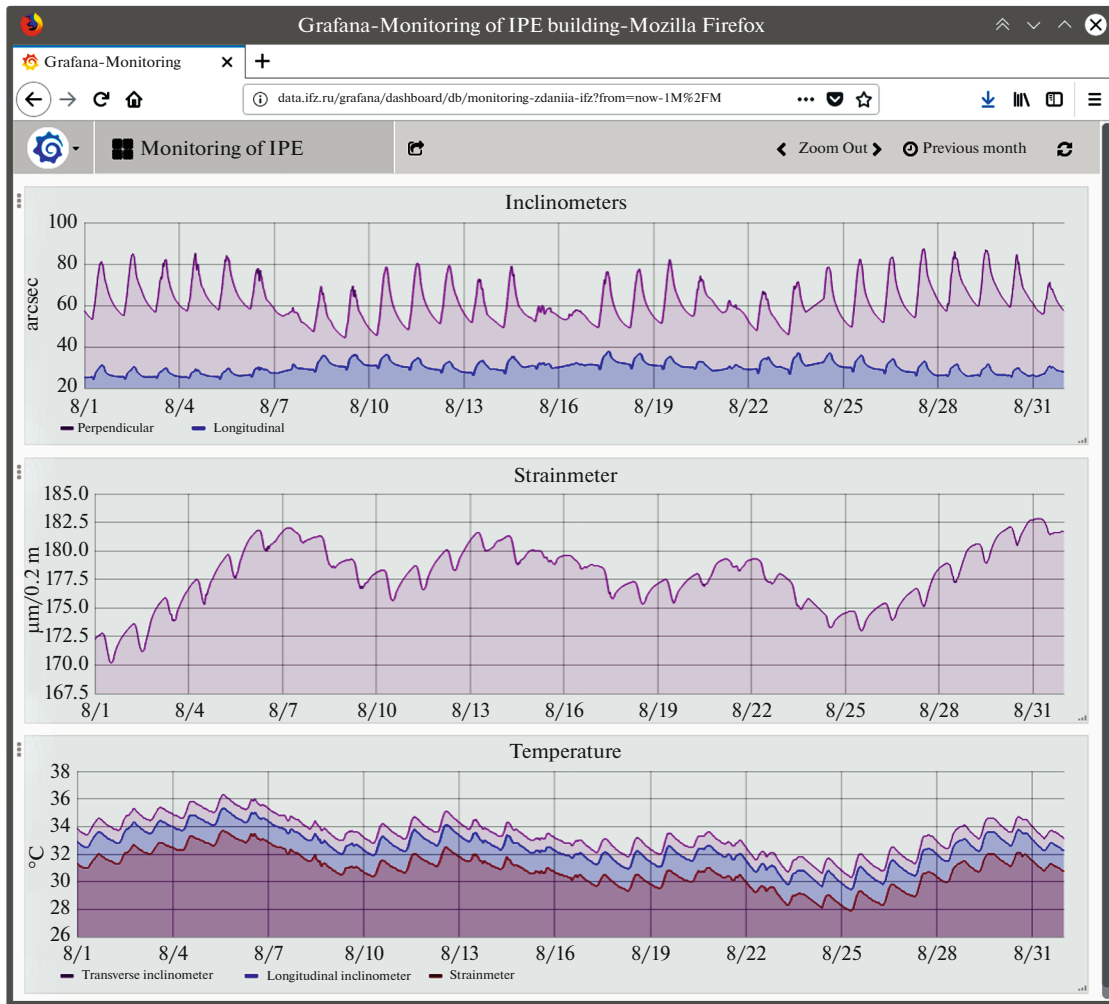 Grafana-Monitoring of IPE building-Mozilla Firefox
Grafana-Monitoring
data.ifz.ru/grafana/dashboard/db/monitoring-zdaniia-ifz?from=now-1M%2FM
Monitoring of IPE Zoom Out Previous month
Inclinometers
100
80
60
40
20
arcsec
8/1 8/4 8/7 8/10 8/13 8/16 8/19 8/22 8/25 8/28 8/31
Perpendicular Longitudinal
Strainmeter
185.0
182.5
180.0
177.5
175.0
172.5
170.0
167.5
μm/0.2 m
8/1 8/4 8/7 8/10 8/13 8/16 8/19 8/22 8/25 8/28 8/31
Temperature
38
36
34
32
30
28
26
°C
8/1 8/4 8/7 8/10 8/13 8/16 8/19 8/22 8/25 8/28 8/31
Transverse inclinometer Longitudinal inclinometer Strainmeter